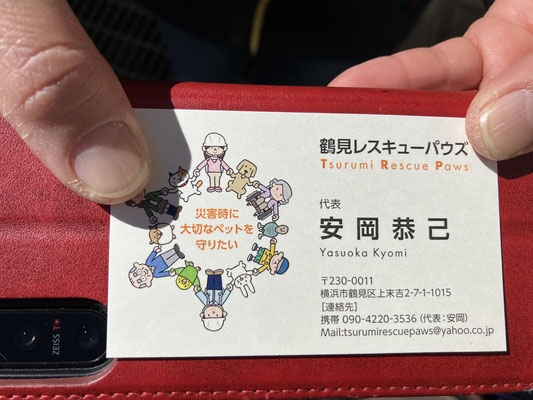 鶴見レスキューパウズ
Tsurumi Rescue Paws
災害時に
大切なペットを
守りたい
代表
安岡恭己
Yasuoka Kyomi
〒230-0011
横浜市鶴見区上末吉2-7-1-1015
[連絡先]
携帯 090-4220-3536 (代表:安岡)
Mail:tsurumirescuepaws@yahoo.co.jp
ZEISS T*